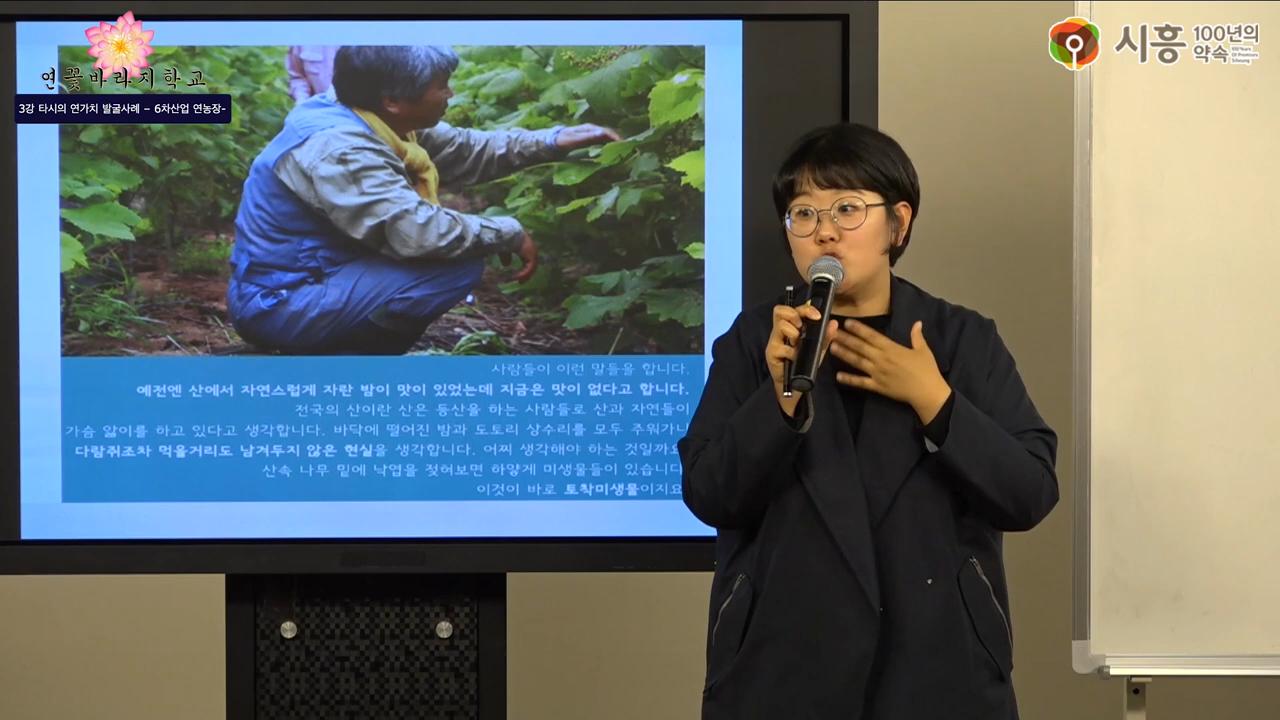 연꽃바라지학교
3강 타시의 연가치 발굴사례 – 6차산업 연농장-
시흥
100년의
약속
100 Years
Of Promises
Siheung
사람들이 이런 말들을 합니다.
예전엔 산에서 자연스럽게 자란 밤이 맛이 있었는데 지금은 맛이 없다고 합니다.
전국의 산이란 산은 등산을 하는 사람들로 산과 자연들이
가슴 앓이를 하고 있다고 생각합니다. 바닥에 떨어진 밤과 도토리 상수리를 모두 주워가니
다람쥐조차 먹을거리도 남겨두지 않은 현실을 생각합니다. 어찌 생각해야 하는 것일까요
산속 나무 밑에 낙엽을 젖혀보면 하얗게 미생물들이 있습니다
이것이 바로 토착미생물이지요